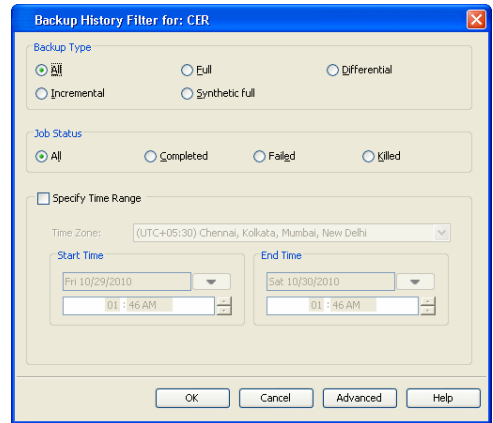 Backup History Filter for: CER
Backup Type
All
Full
Differential
Incremental
Synthetic full
Job Status
All
Completed
Failed
Killed
Specify Time Range
Time Zone:
(UTC+05:30) Chennai, Kolkata, Mumbai, New Delhi
Start Time
End Time
Fri 10/29/2010
Sat 10/30/2010
01 : 46 AM
01 : 46 AM
OK
Cancel
Advanced
Help